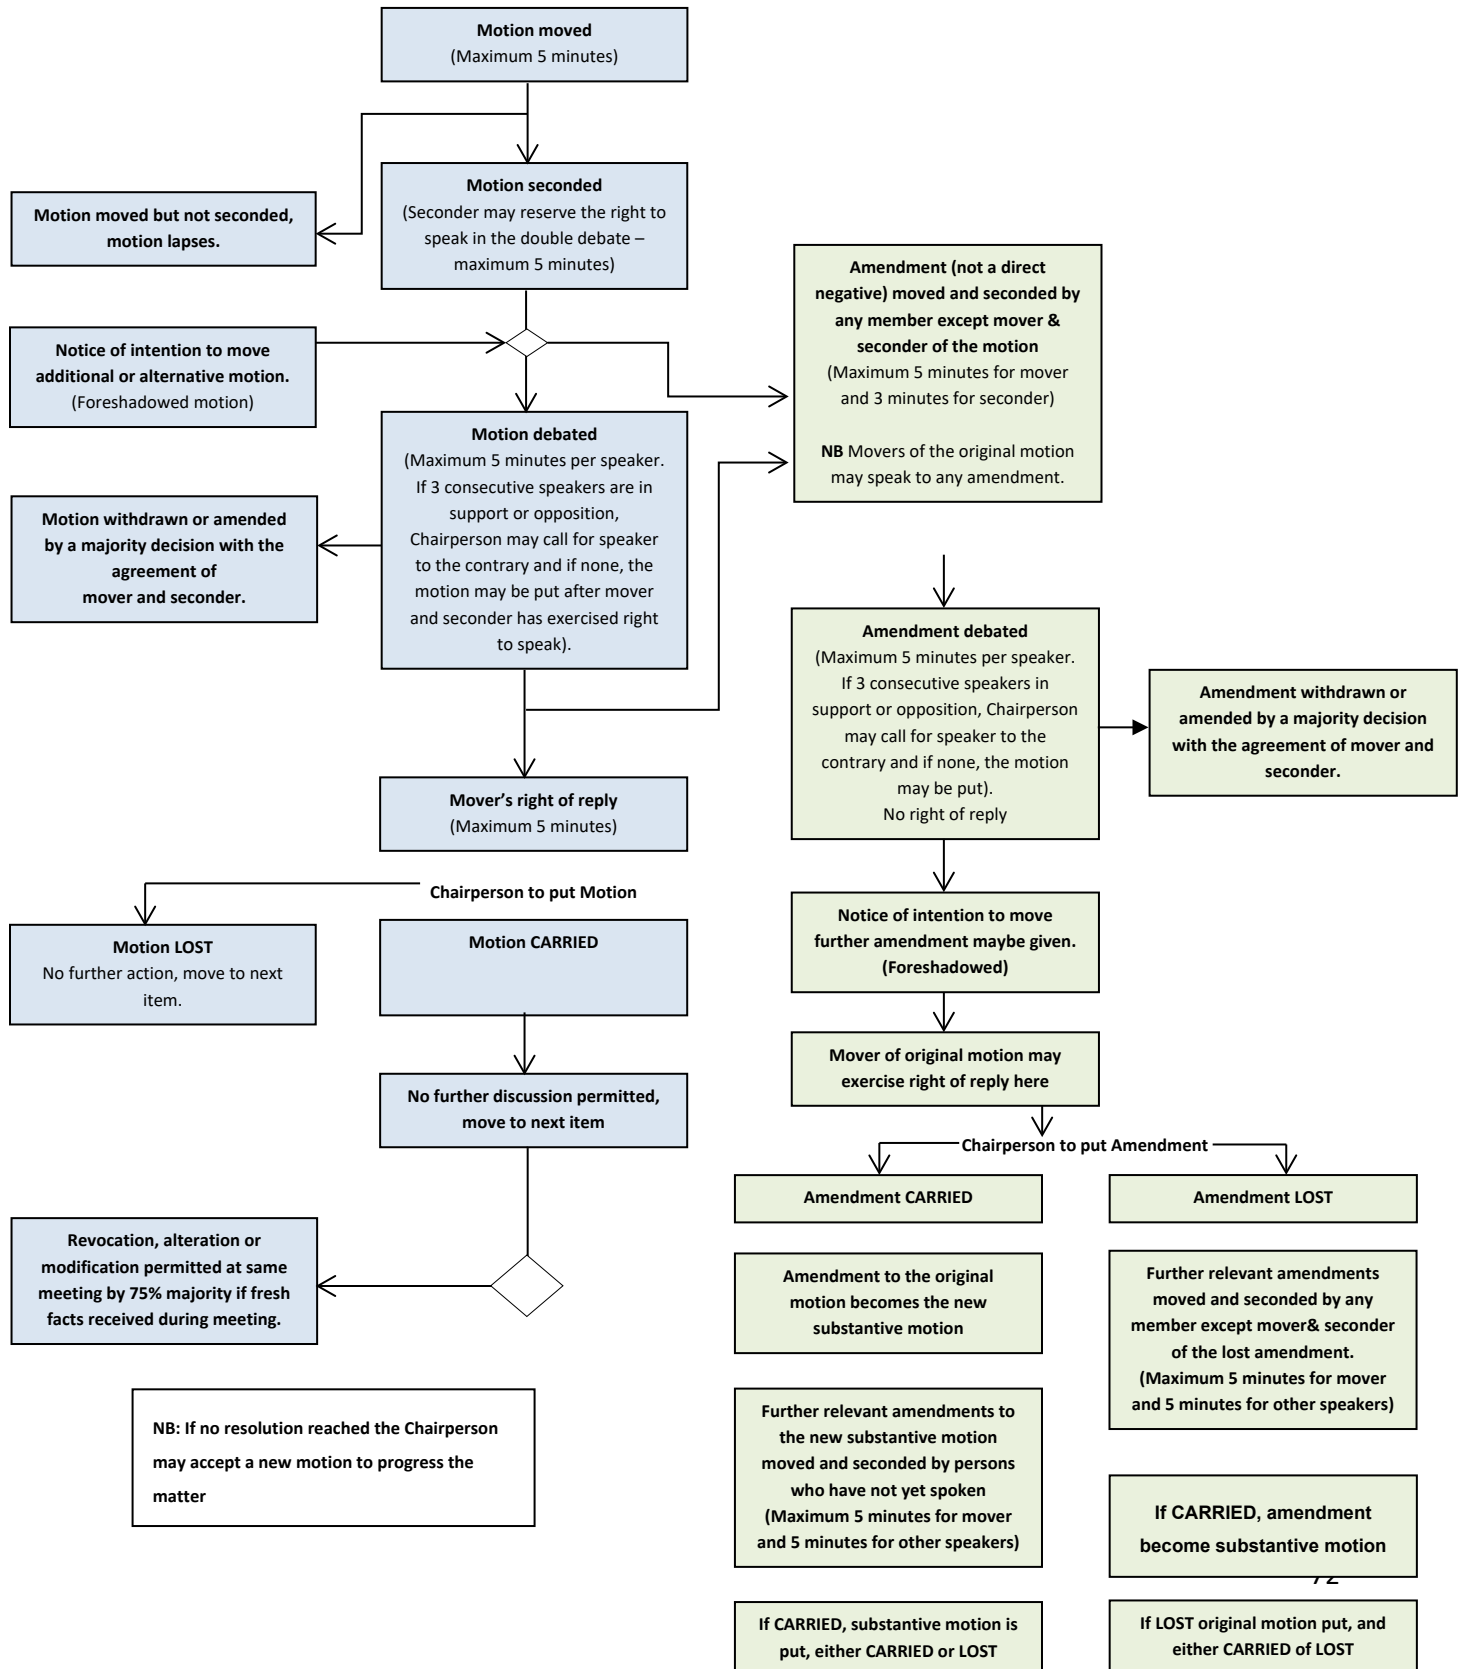 Motion moved
(Maximum 5 minutes)
Motion seconded
(Seconder may reserve the right to
speak in the double debate –
maximum 5 minutes)
Motion moved but not seconded,
motion lapses.
Notice of intention to move
additional or alternative motion.
(Foreshadowed motion)
Motion debated
(Maximum 5 minutes per speaker.
If 3 consecutive speakers are in
support or opposition,
Chairperson may call for speaker
to the contrary and if none, the
motion may be put after mover
and seconder has exercised right
to speak).
Motion withdrawn or amended
by a majority decision with the
agreement of
mover and seconder.
Mover’s right of reply
(Maximum 5 minutes)
Chairperson to put Motion
Motion LOST
No further action, move to next
item.
Motion CARRIED
No further discussion permitted,
move to next item
Revocation, alteration or
modification permitted at same
meeting by 75% majority if fresh
facts received during meeting.
NB: If no resolution reached the Chairperson
may accept a new motion to progress the
matter
Amendment (not a direct
negative) moved and seconded by
any member except mover &
seconder of the motion
(Maximum 5 minutes for mover
and 3 minutes for seconder)
NB Movers of the original motion
may speak to any amendment.
Amendment debated
(Maximum 5 minutes per speaker.
If 3 consecutive speakers in
support or opposition, Chairperson
may call for speaker to the
contrary and if none, the motion
may be put).
No right of reply
Amendment withdrawn or
amended by a majority decision
with the agreement of mover and
seconder.
Notice of intention to move
further amendment maybe given.
(Foreshadowed)
Mover of original motion may
exercise right of reply here
Chairperson to put Amendment
Amendment CARRIED
Amendment to the original
motion becomes the new
substantive motion
Further relevant amendments to
the new substantive motion
moved and seconded by persons
who have not yet spoken
(Maximum 5 minutes for mover
and 5 minutes for other speakers)
If CARRIED, substantive motion is
put, either CARRIED or LOST
Amendment LOST
Further relevant amendments
moved and seconded by any
member except mover& seconder
of the lost amendment.
(Maximum 5 minutes for mover
and 5 minutes for other speakers)
If CARRIED, amendment
become substantive motion
If LOST original motion put, and
either CARRIED of LOST